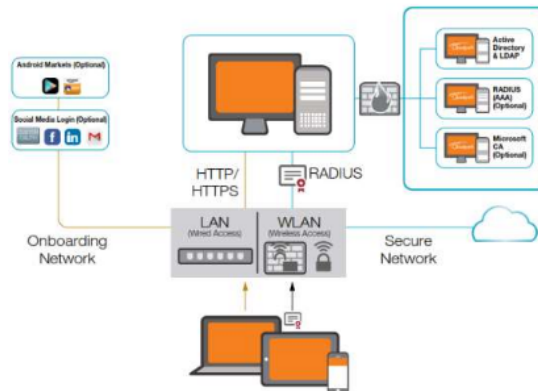 Android Markets (Optional)
Social Media Login (Optional)
Active
Directory
& LDAP
RADIUS
(AAA)
(Optional)
Microsoft
CA
(Optional)
HTTP/
HTTPS
RADIUS
LAN
(Wired Access)
WLAN
(Wireless Access)
Onboarding
Network
Secure
Network